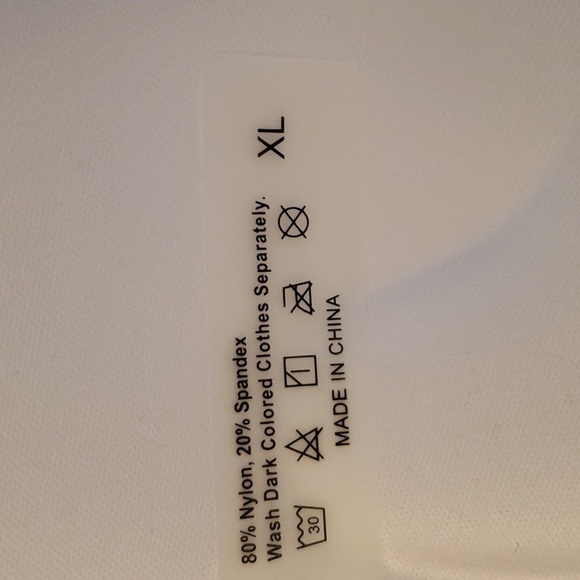 80% Nylon, 20% Spandex
Wash Dark Colored Clothes Separately.
XL
30
MADE IN CHINA